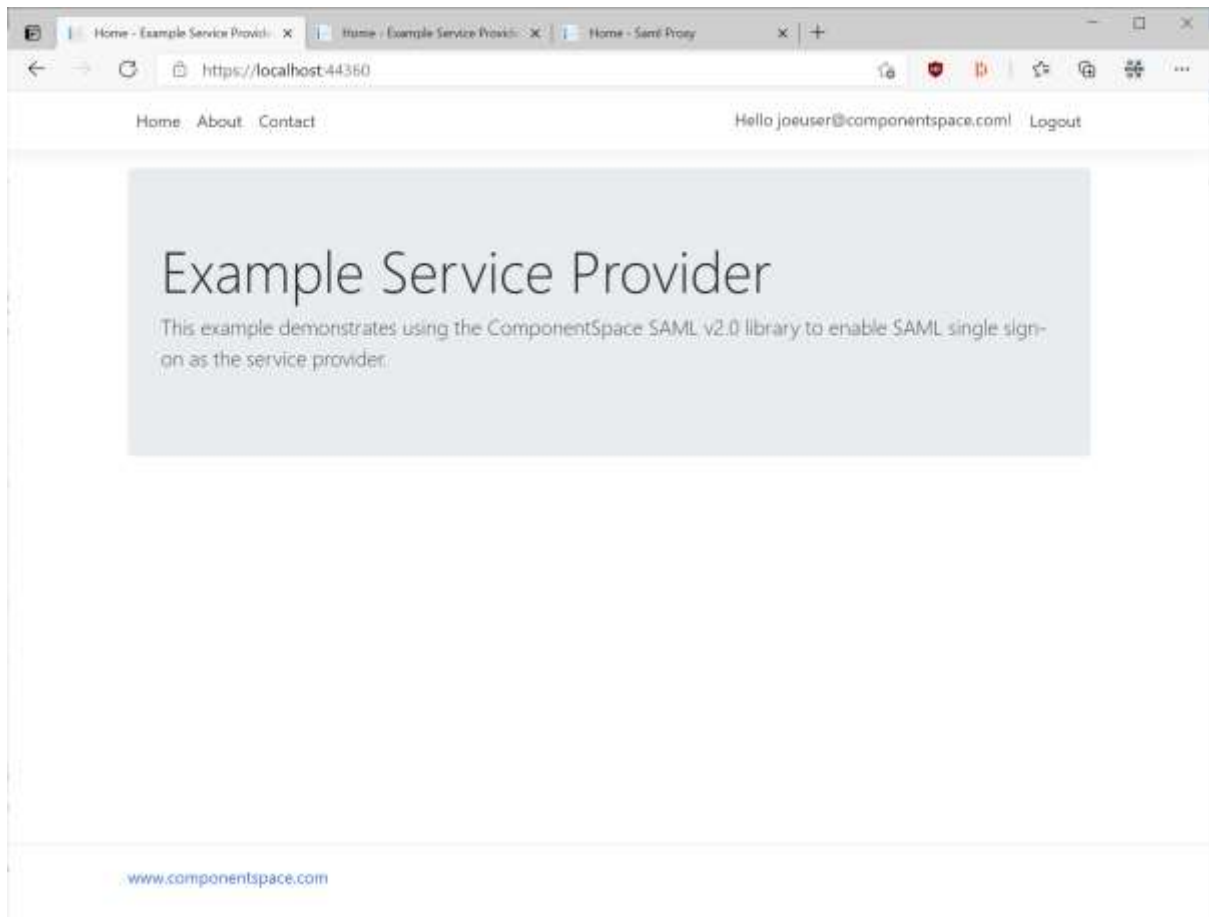 Home - Example Service Provid
Home - Example Service Provid
Home - Saml Proxy
https://localhost:44360
Home About Contact
Hello joeuser@componentspace.com! Logout
Example Service Provider
This example demonstrates using the ComponentSpace SAML v2.0 library to enable SAML single sign-
on as the service provider.
www.componentspace.com